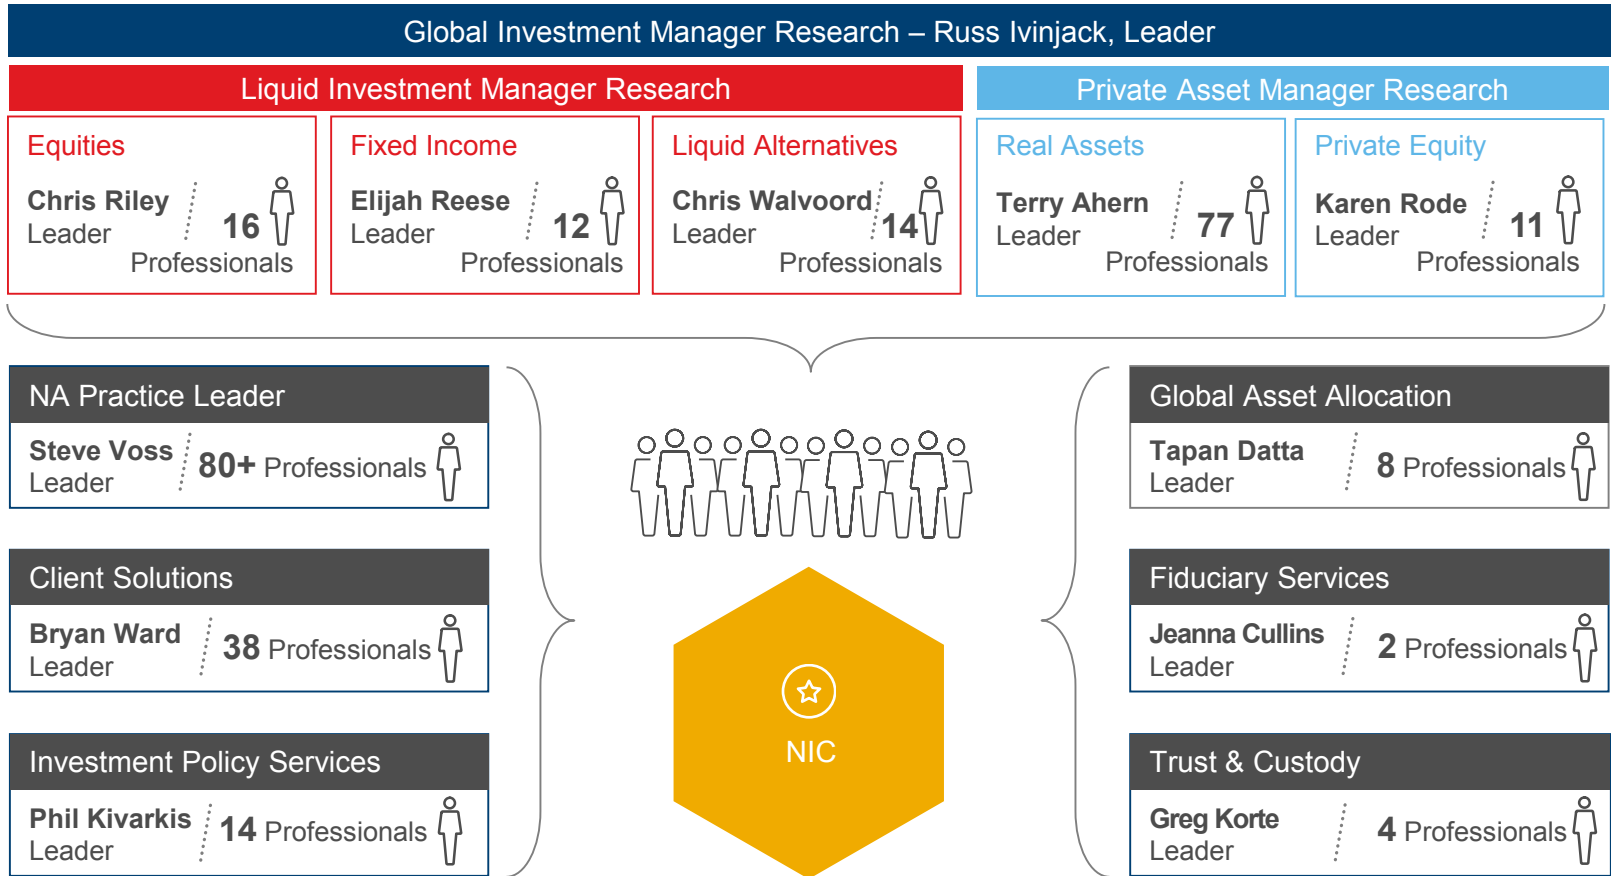 Global Investment Manager Research – Russ Ivinjack, Leader
Liquid Investment Manager Research
Private Asset Manager Research
Equities
Chris Riley
Leader
16
Professionals
Fixed Income
Elijah Reese
Leader
12
Professionals
Liquid Alternatives
Chris Walvoord
Leader
14
Professionals
Real Assets
Terry Ahern
Leader
77
Professionals
Private Equity
Karen Rode
Leader
11
Professionals
NA Practice Leader
Steve Voss
Leader
80+ Professionals
Client Solutions
Bryan Ward
Leader
38 Professionals
Investment Policy Services
Phil Kivarkis
Leader
14 Professionals
NIC
Global Asset Allocation
Tapan Datta
Leader
8 Professionals
Fiduciary Services
Jeanna Cullins
Leader
2 Professionals
Trust & Custody
Greg Korte
Leader
4 Professionals